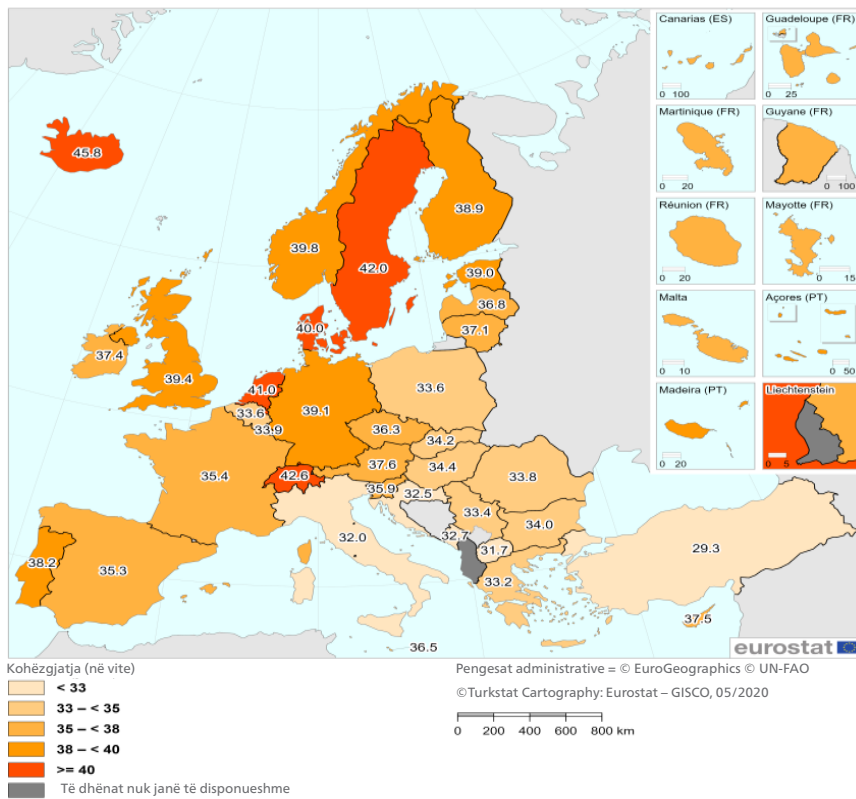 Canarias (ES)
0 100
Guadeloupe (FR)
0 25
Martinique (FR)
0 20
Guyane (FR)
0 100
Réunion (FR)
0 20
Mayotte (FR)
0 15
Malta
0 10
Açores (PT)
0 50
Madeira (PT)
0 20
Liechtenstein
0 5
45.8
38.9
39.8
42.0
39.0
36.8
37.1
40.0
37.4
39.4
41.0
33.6
33.6
39.1
33.9
36.3
34.2
35.4
42.6
37.6
34.4
33.8
35.9
32.5
33.4
34.0
32.0
32.7
31.7
29.3
38.2
35.3
33.2
37.5
36.5
eurostat
Kohëzgjatja (në vite)
< 33
33 – < 35
35 – < 38
38 – < 40
>= 40
Të dhënat nuk janë të disponueshme
Pengesat administrative = © EuroGeographics © UN-FAO
©Turkstat Cartography: Eurostat – GISCO, 05/2020
0 200 400 600 800 km